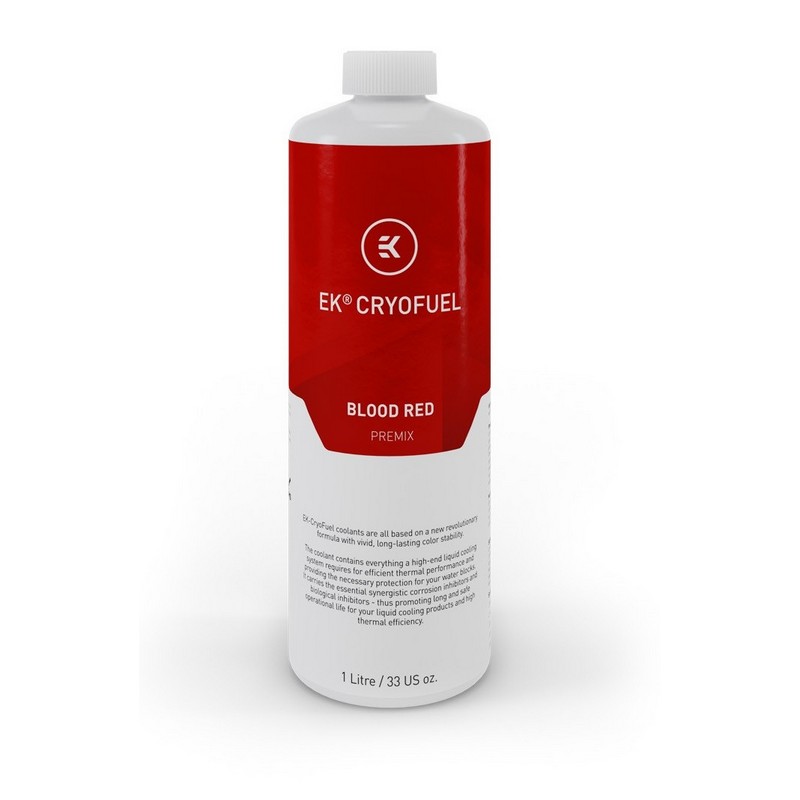 EK® CRYOFUEL
BLOOD RED
PREMIX
EK-CryoFuel coolants are all based on a new revolutionary
formula with vivid, long-lasting color stability.
The coolant contains everything a high-end liquid cooling
system requires for efficient thermal performance and
providing the necessary protection for your water blocks.
It carries the essential synergistic corrosion inhibitors and
biological inhibitors - thus promoting long and safe
operational life for your liquid cooling products and high
thermal efficiency.
1 Litre / 33 US oz.